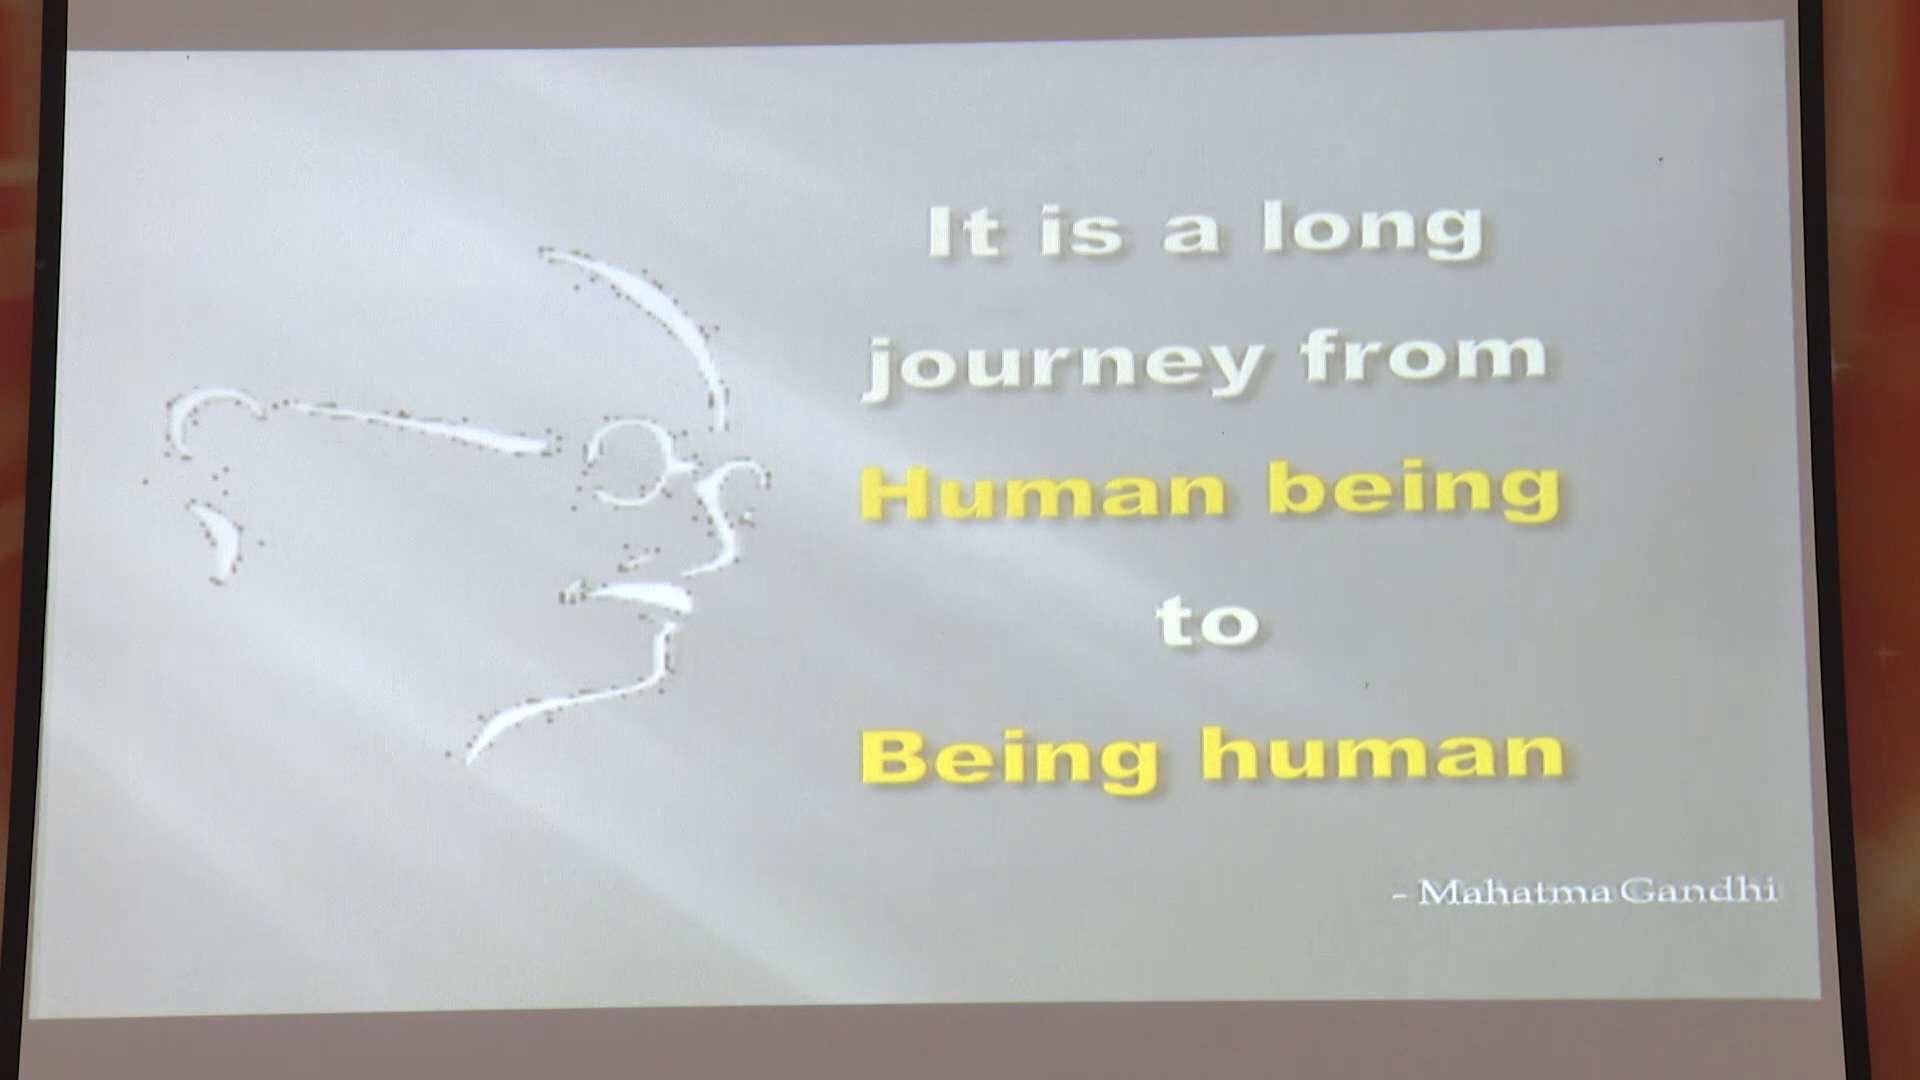 It is a long
journey from
Human being
to
Being human
- Mahatma Gandhi